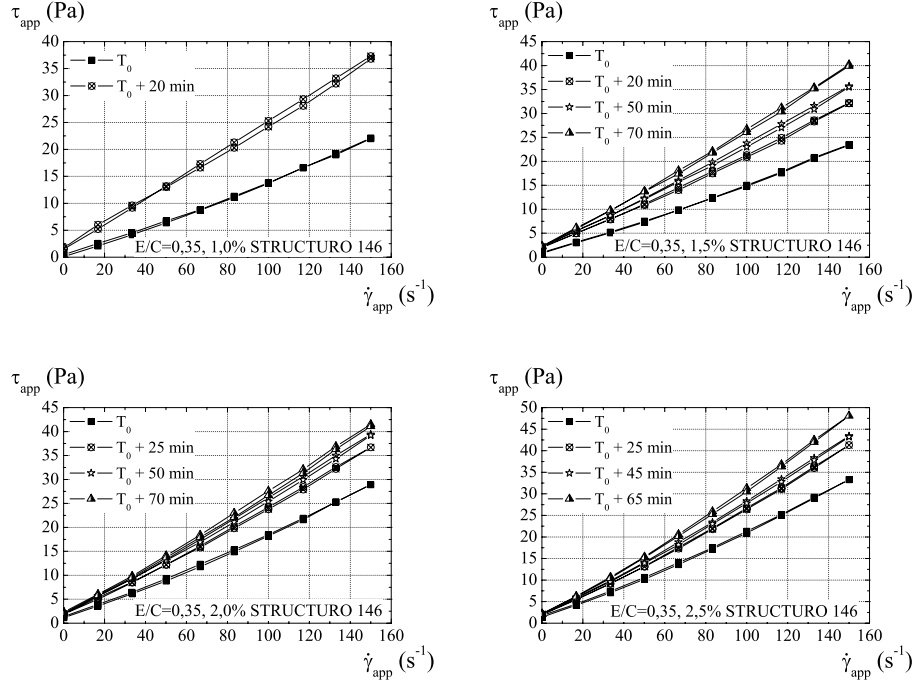 τapp (Pa)
40
35
30
25
20
15
10
5
0
T0
T0 + 20 min
E/C=0,35, 1,0% STRUCTURO 146
0 20 40 60 80 100 120 140 160
γ̇app (s-1)
τapp (Pa)
45
40
35
30
25
20
15
10
5
0
T0
T0 + 20 min
T0 + 50 min
T0 + 70 min
E/C=0,35, 1,5% STRUCTURO 146
0 20 40 60 80 100 120 140 160
γ̇app (s-1)
τapp (Pa)
45
40
35
30
25
20
15
10
5
0
T0
T0 + 25 min
T0 + 50 min
T0 + 70 min
E/C=0,35, 2,0% STRUCTURO 146
0 20 40 60 80 100 120 140 160
γ̇app (s-1)
τapp (Pa)
50
45
40
35
30
25
20
15
10
5
0
T0
T0 + 25 min
T0 + 45 min
T0 + 65 min
E/C=0,35, 2,5% STRUCTURO 146
0 20 40 60 80 100 120 140 160
γ̇app (s-1)